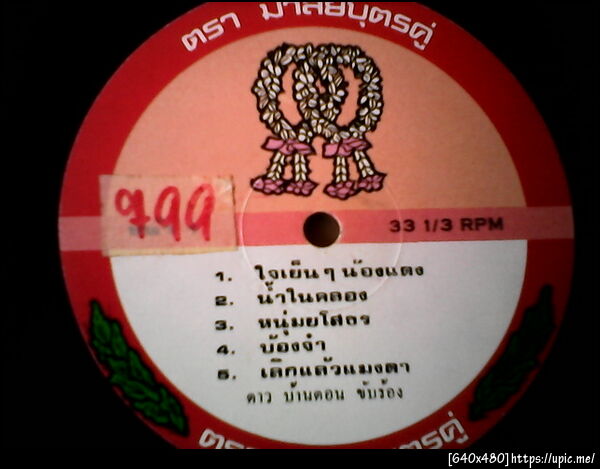 ตรา มาลัยบุตรคู่
799
33 1/3 RPM
1. ใจเย็นๆน้องแดง
2. น้ำในคลอง
3. หนุ่มยโสธร
4. บ้องจ๋า
5. เลิกแล้วแมงดา
ดาว บ้านดอน ขับร้อง
[640x480]https://upic.me/